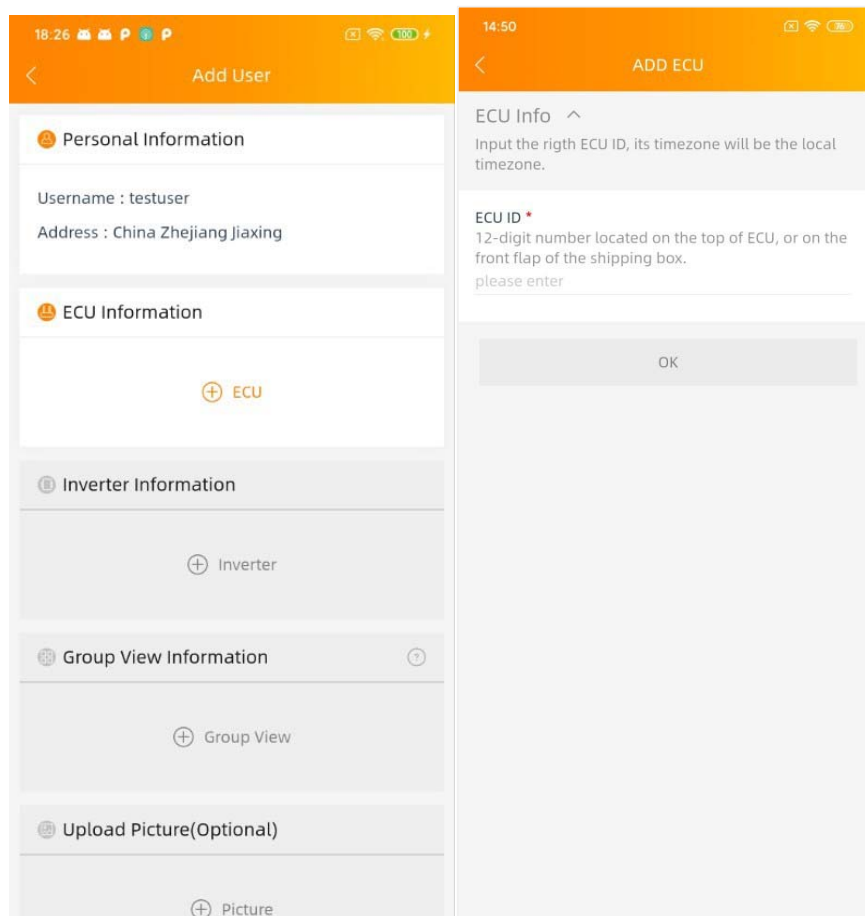 18:26
100
Add User
Personal Information
Username : testuser
Address : China Zhejiang Jiaxing
ECU Information
ECU
Inverter Information
Inverter
Group View Information
?
Group View
Upload Picture(Optional)
Picture
14:50
ADD ECU
ECU Info
Input the rigth ECU ID, its timezone will be the local
timezone.
ECU ID *
12-digit number located on the top of ECU, or on the
front flap of the shipping box.
please enter
OK